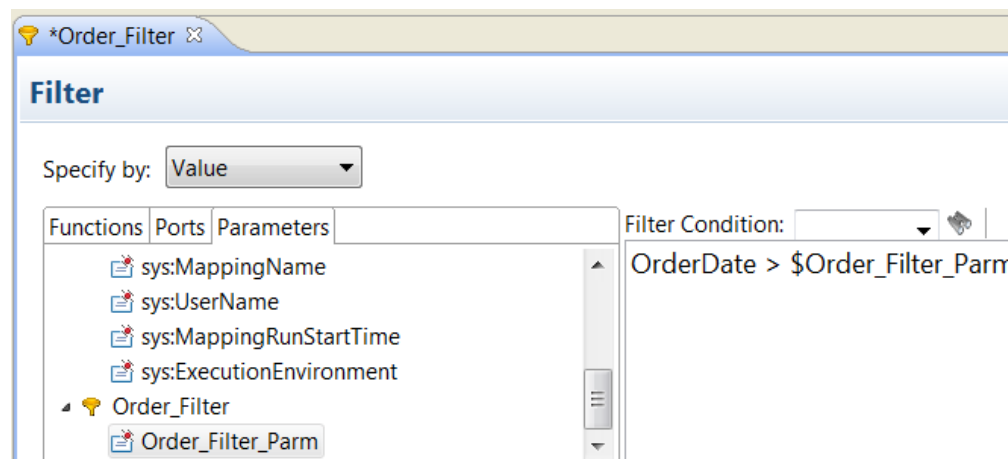 *Order_Filter
Filter
Specify by: Value
Functions Ports Parameters
Filter Condition:
sys:MappingName
sys:UserName
sys:MappingRunStartTime
sys:ExecutionEnvironment
Order_Filter
Order_Filter_Parm
OrderDate > $Order_Filter_Parm